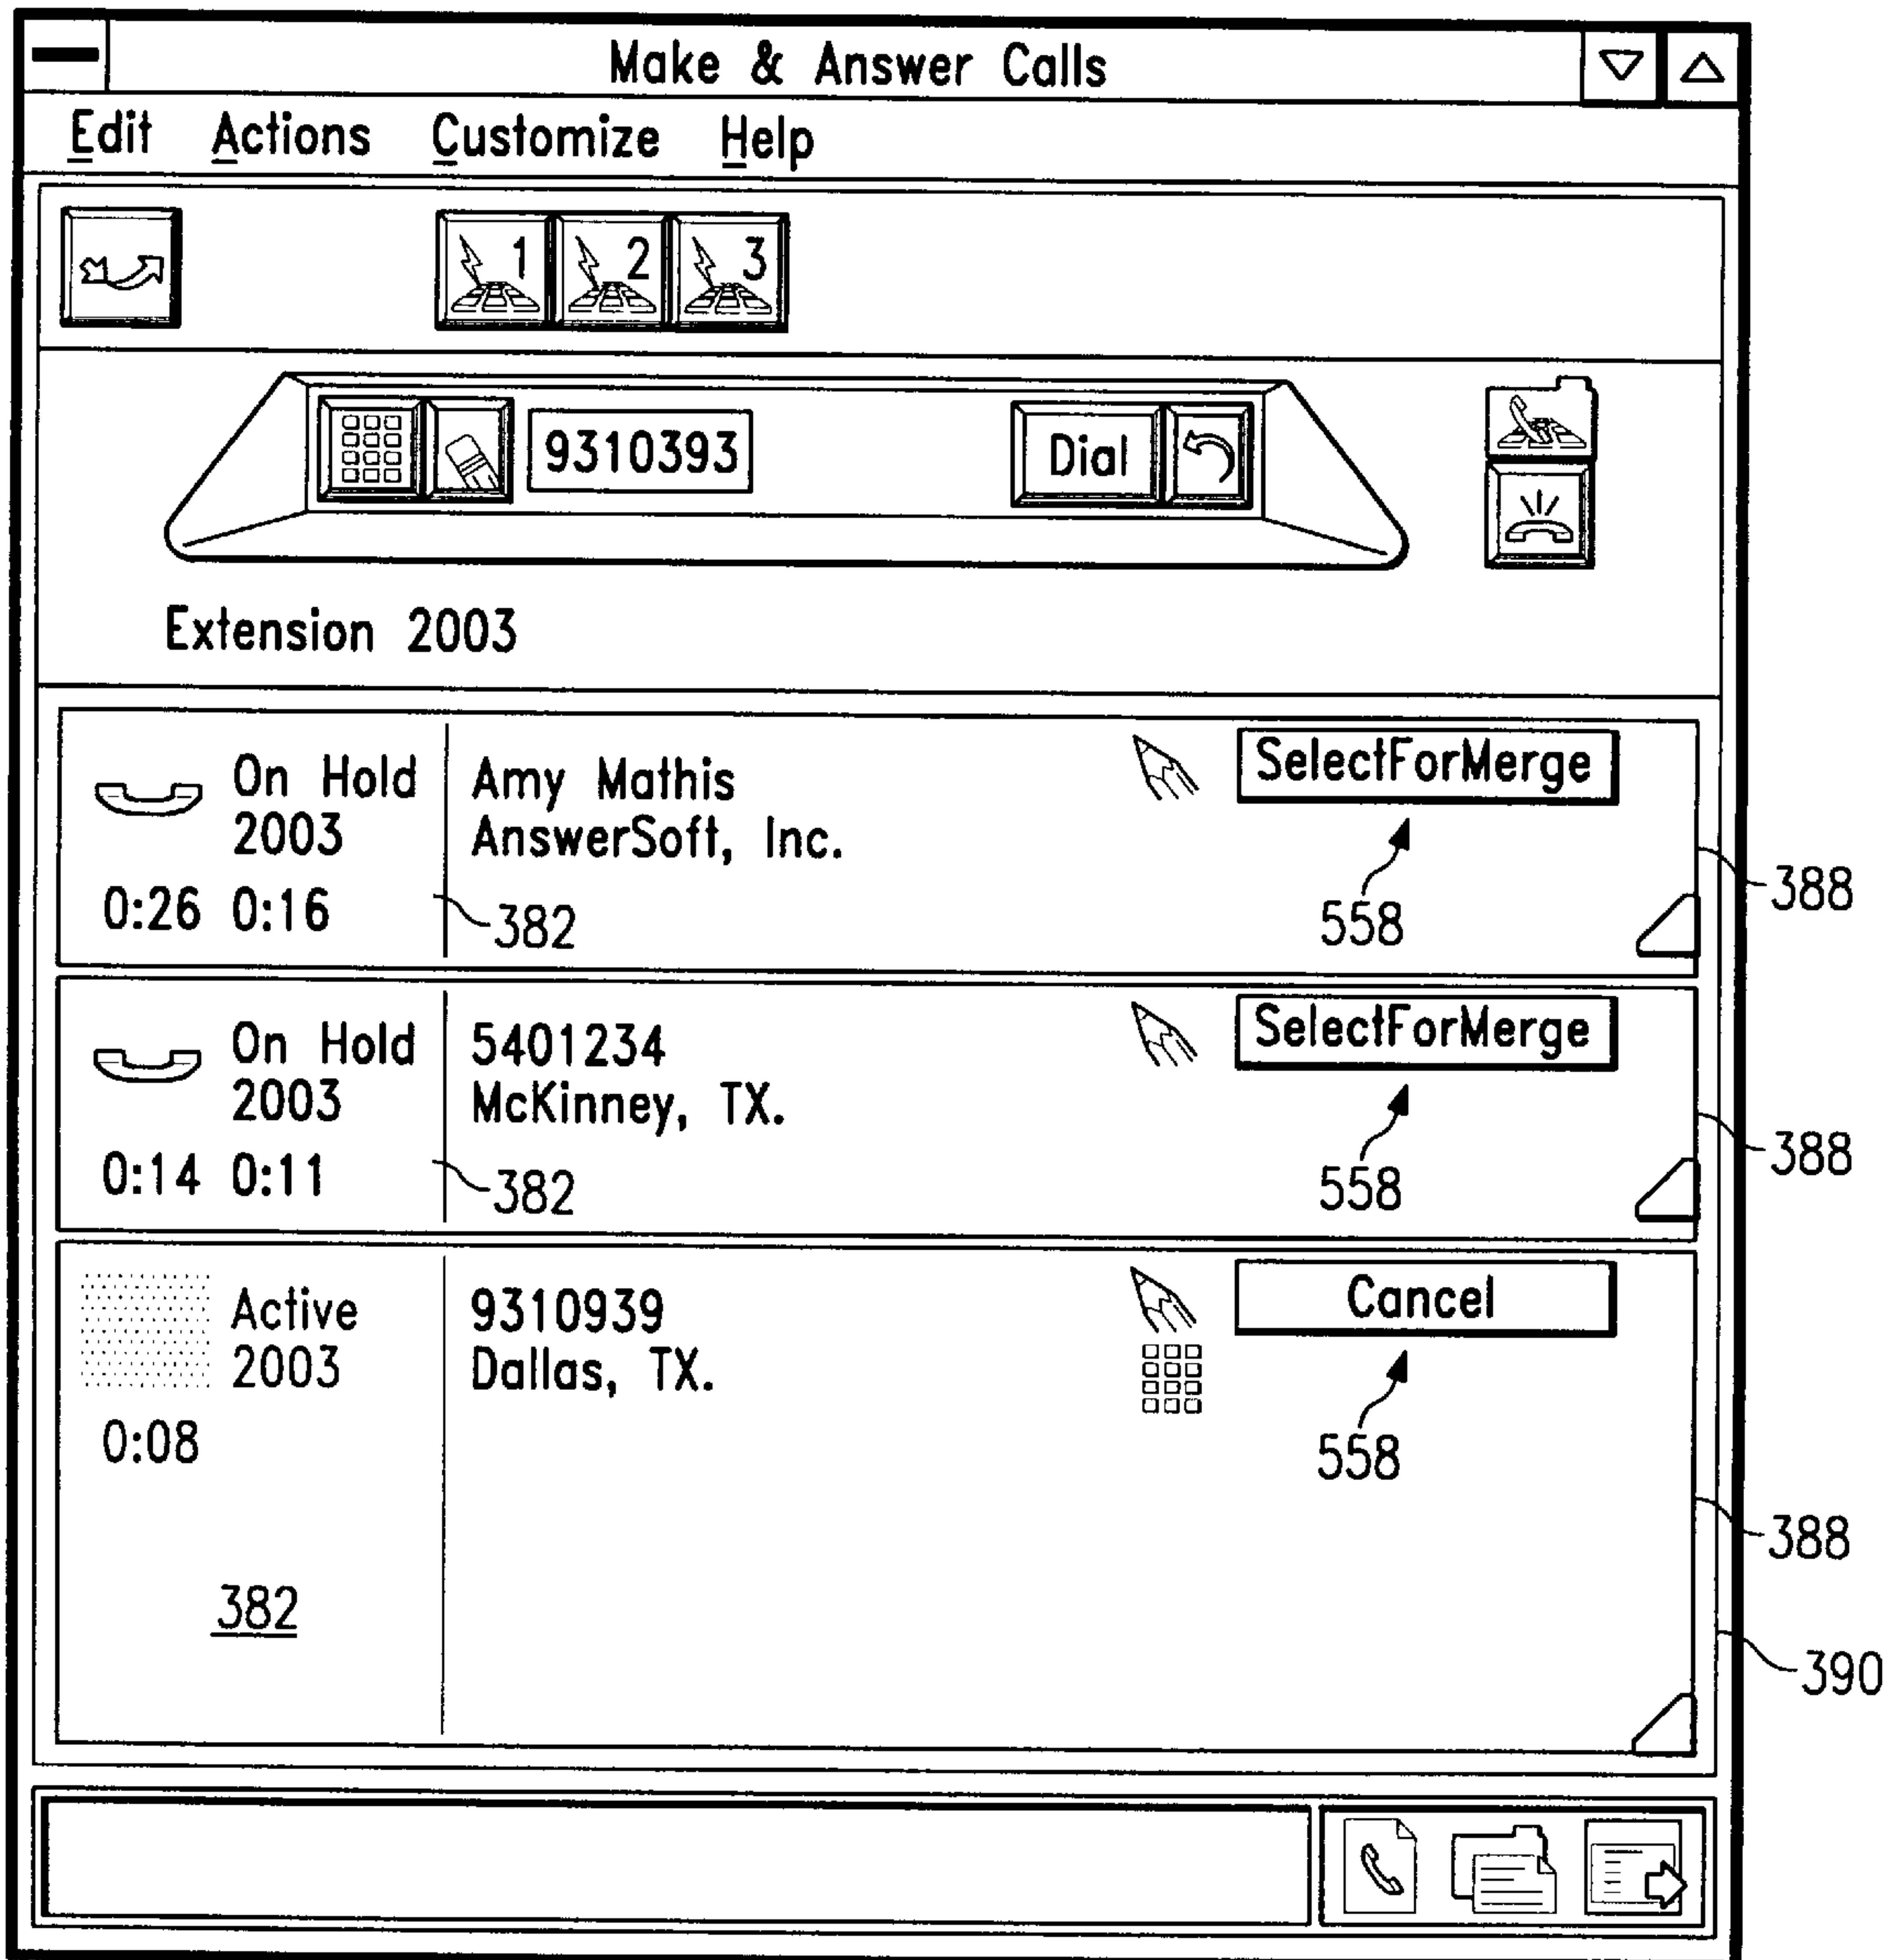 Make & Answer Calls
Edit Actions Customize Help
1 2 3
9310393 Dial
Extension 2003
On Hold Amy Mathis SelectForMerge
2003 AnswerSoft, Inc.
0:26 0:16 382 558 388
On Hold 5401234 SelectForMerge
2003 McKinney, TX.
0:14 0:11 382 558 388
Active 9310939 Cancel
2003 Dallas, TX.
0:08 558
388
382
390